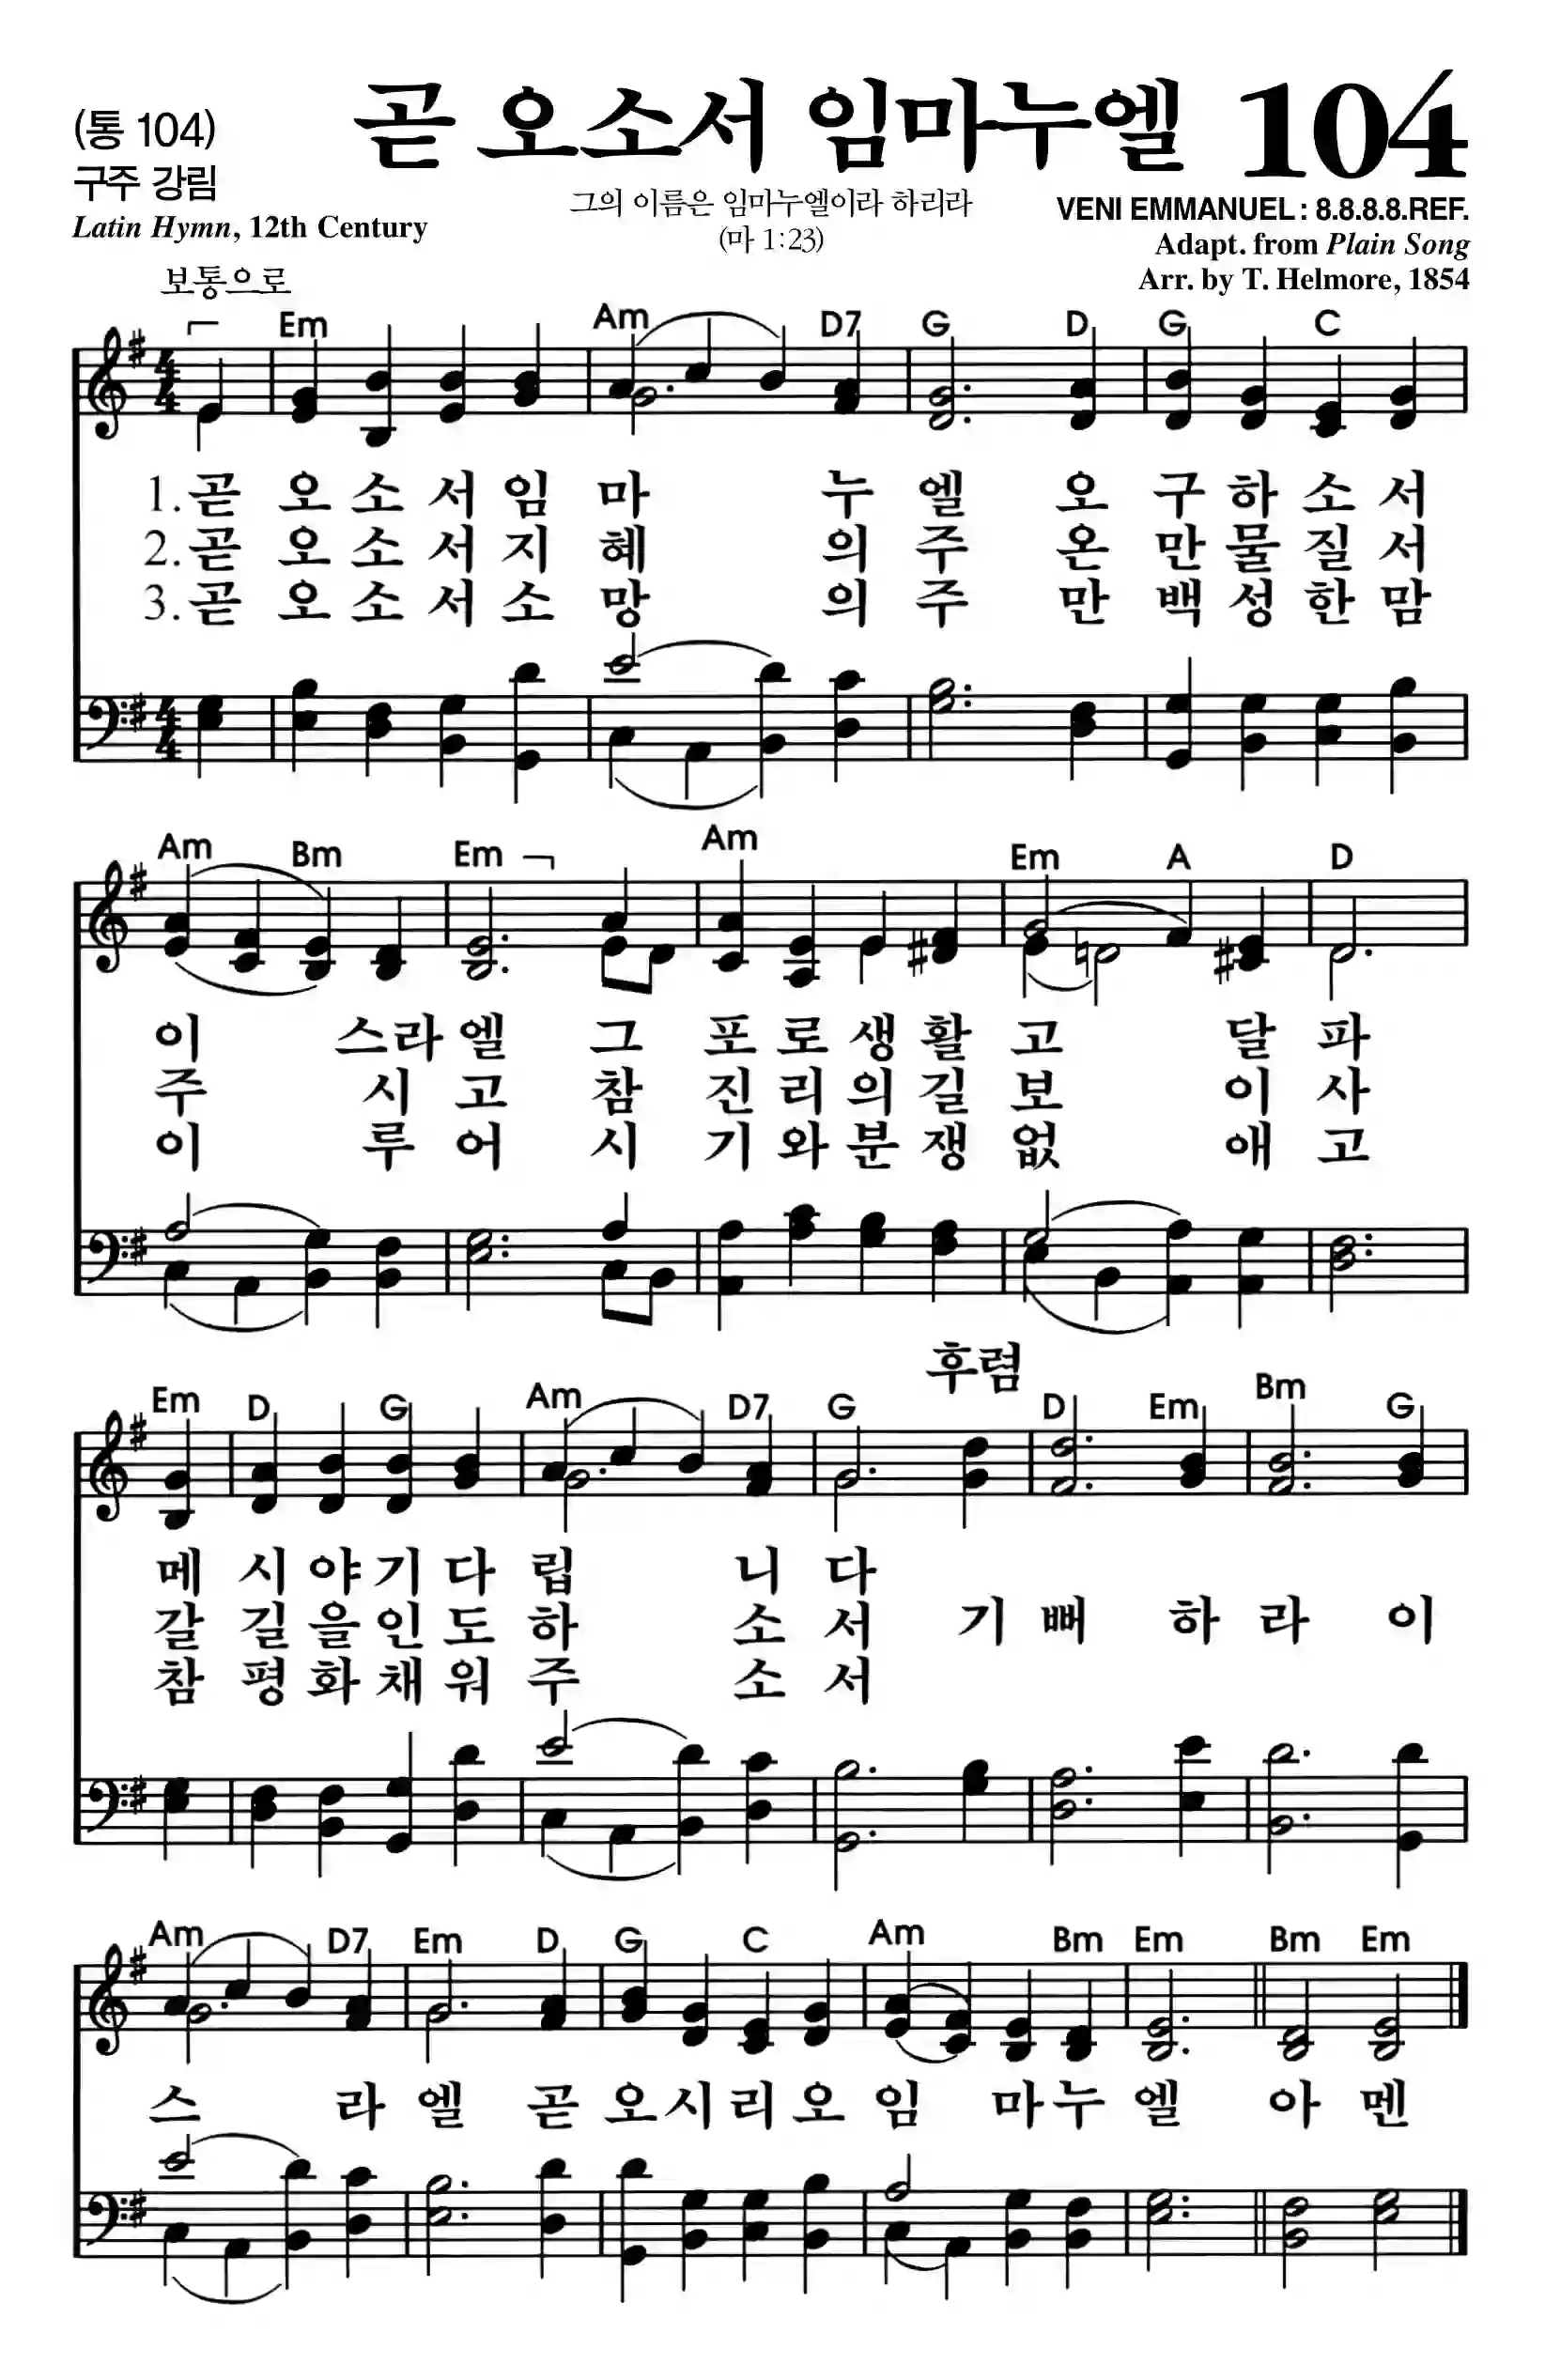 (통 104)
구주 강림
Latin Hymn, 12th Century
곧 오소서 임마누엘 104
그의 이름은 임마누엘이라 하리라
(마 1:23)
VENI EMMANUEL : 8.8.8.8.REF.
Adapt. from Plain Song
Arr. by T. Helmore, 1854
보통으로
Em Am D7 G D G C
4 4
1. 곧 오 소 서 임 마 누 엘 오 구 하 소 서
2. 곧 오 소 서 지 혜 의 주 온 만 물 질 서
3. 곧 오 소 서 소 망 의 주 만 백 성 한 맘
4 4
Am Bm Em Am Em A D
이 스 라 엘 그 포 로 생 활 고 달 파
주 시 고 참 진 리 의 길 보 이 사
이 루 어 시 기 와 분 쟁 없 애 고
후렴
Em D G Am D7 G D Em Bm G
메 시 야 기 다 립 니 다
갈 길 을 인 도 하 소 서 기 뻐 하 라 이
참 평 화 채 워 주 소 서
Am D7 Em D G C Am Bm Em Bm Em
스 라 엘 곧 오 시 리 오 임 마 누 엘 아 멘